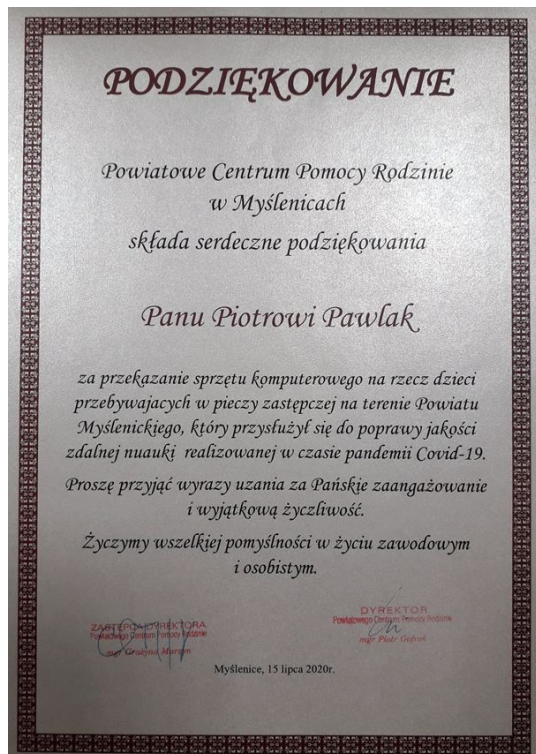 PODZIĘKOWANIE
Powiatowe Centrum Pomocy Rodzinie
w Myślenicach
składa serdeczne podziękowania
Panu Piotrowi Pawlak
za przekazanie sprzętu komputerowego na rzecz dzieci
przebywajacych w pieczy zastępczej na terenie Powiatu
Myślenickiego, który przysłużył się do poprawy jakości
zdalnej nuauki realizowanej w czasie pandemii Covid-19.
Proszę przyjąć wyrazy uzania za Pańskie zaangażowanie
i wyjątkową życzliwość.
Życzymy wszelkiej pomyślności w życiu zawodowym
i osobistym.
ZASTĘPCA DYREKTORA
Powiatowego Centrum Pomocy Rodzinie
mgr Grażyna
DYREKTOR
Powiatowego Centrum Pomocy Rodzinie
mgr Piotr Gofroń
Myślenice, 15 lipca 2020r.